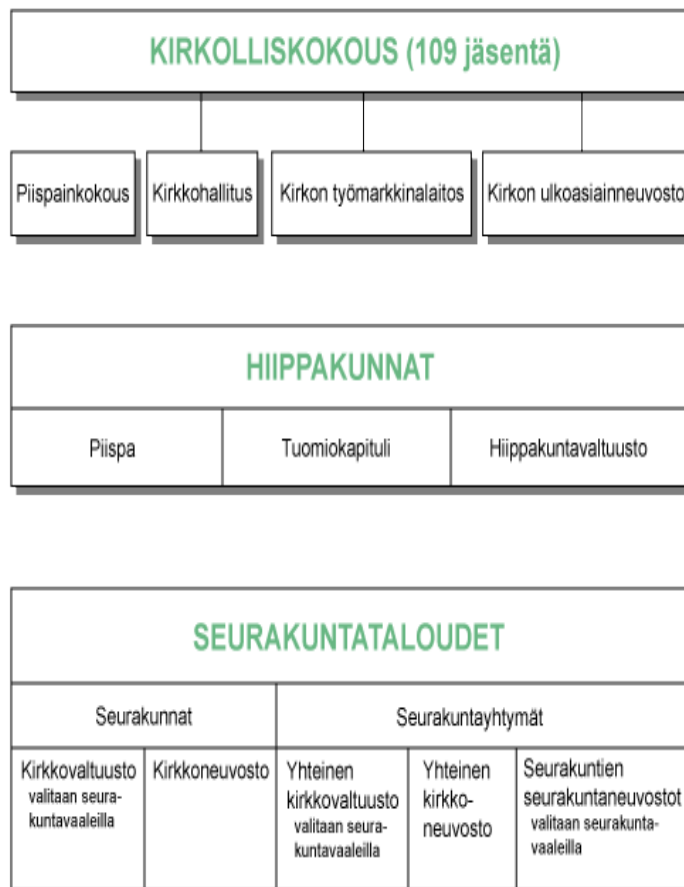 KIRKOLLISKOKOUS (109 jäsentä)
Piispainkokous
Kirkkohallitus
Kirkon työmarkkinalaitos
Kirkon ulkoasiainneuvosto
HIIPPAKUNNAT
Piispa
Tuomiokapituli
Hiippakuntavaltuusto
SEURAKUNTATALOUDET
Seurakunnat
Seurakuntayhtymät
Kirkkovaltuusto
valitaan seura-
kuntavaaleilla
Kirkkoneuvosto
Yhteinen
kirkkovaltuusto
valitaan seura-
kuntavaaleilla
Yhteinen
kirkko-
neuvosto
Seurakuntien
seurakuntaneuvostot
valitaan seurakunta-
vaaleilla